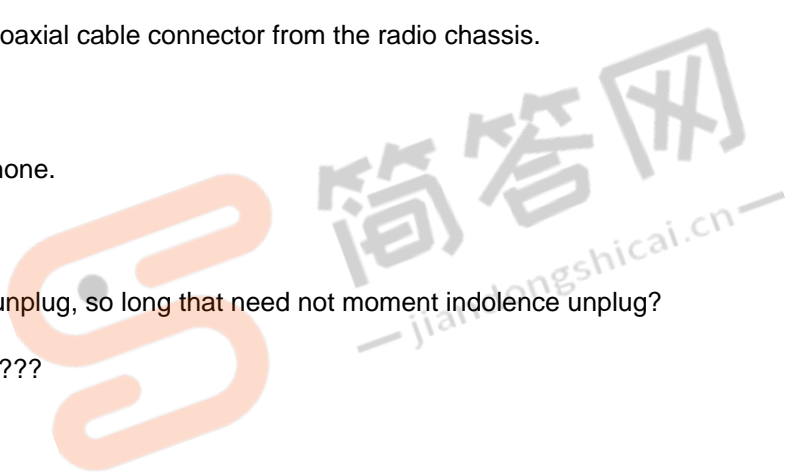 oaxial cable connector from the radio chassis.
none.
unplug, so long that need not moment indolence unplug?
???
简答网
jiandongshicai.cn